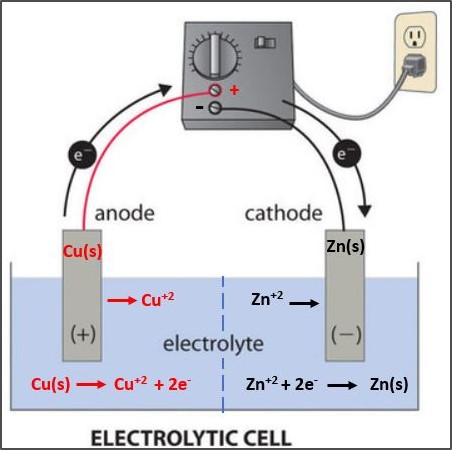 +
-
e⁻
e⁻
anode
cathode
Cu(s)
Zn(s)
Cu⁺²
Zn⁺²
(+)
electrolyte
(−)
Cu(s) → Cu⁺² + 2e⁻
Zn⁺² + 2e⁻ → Zn(s)
ELECTROLYTIC CELL